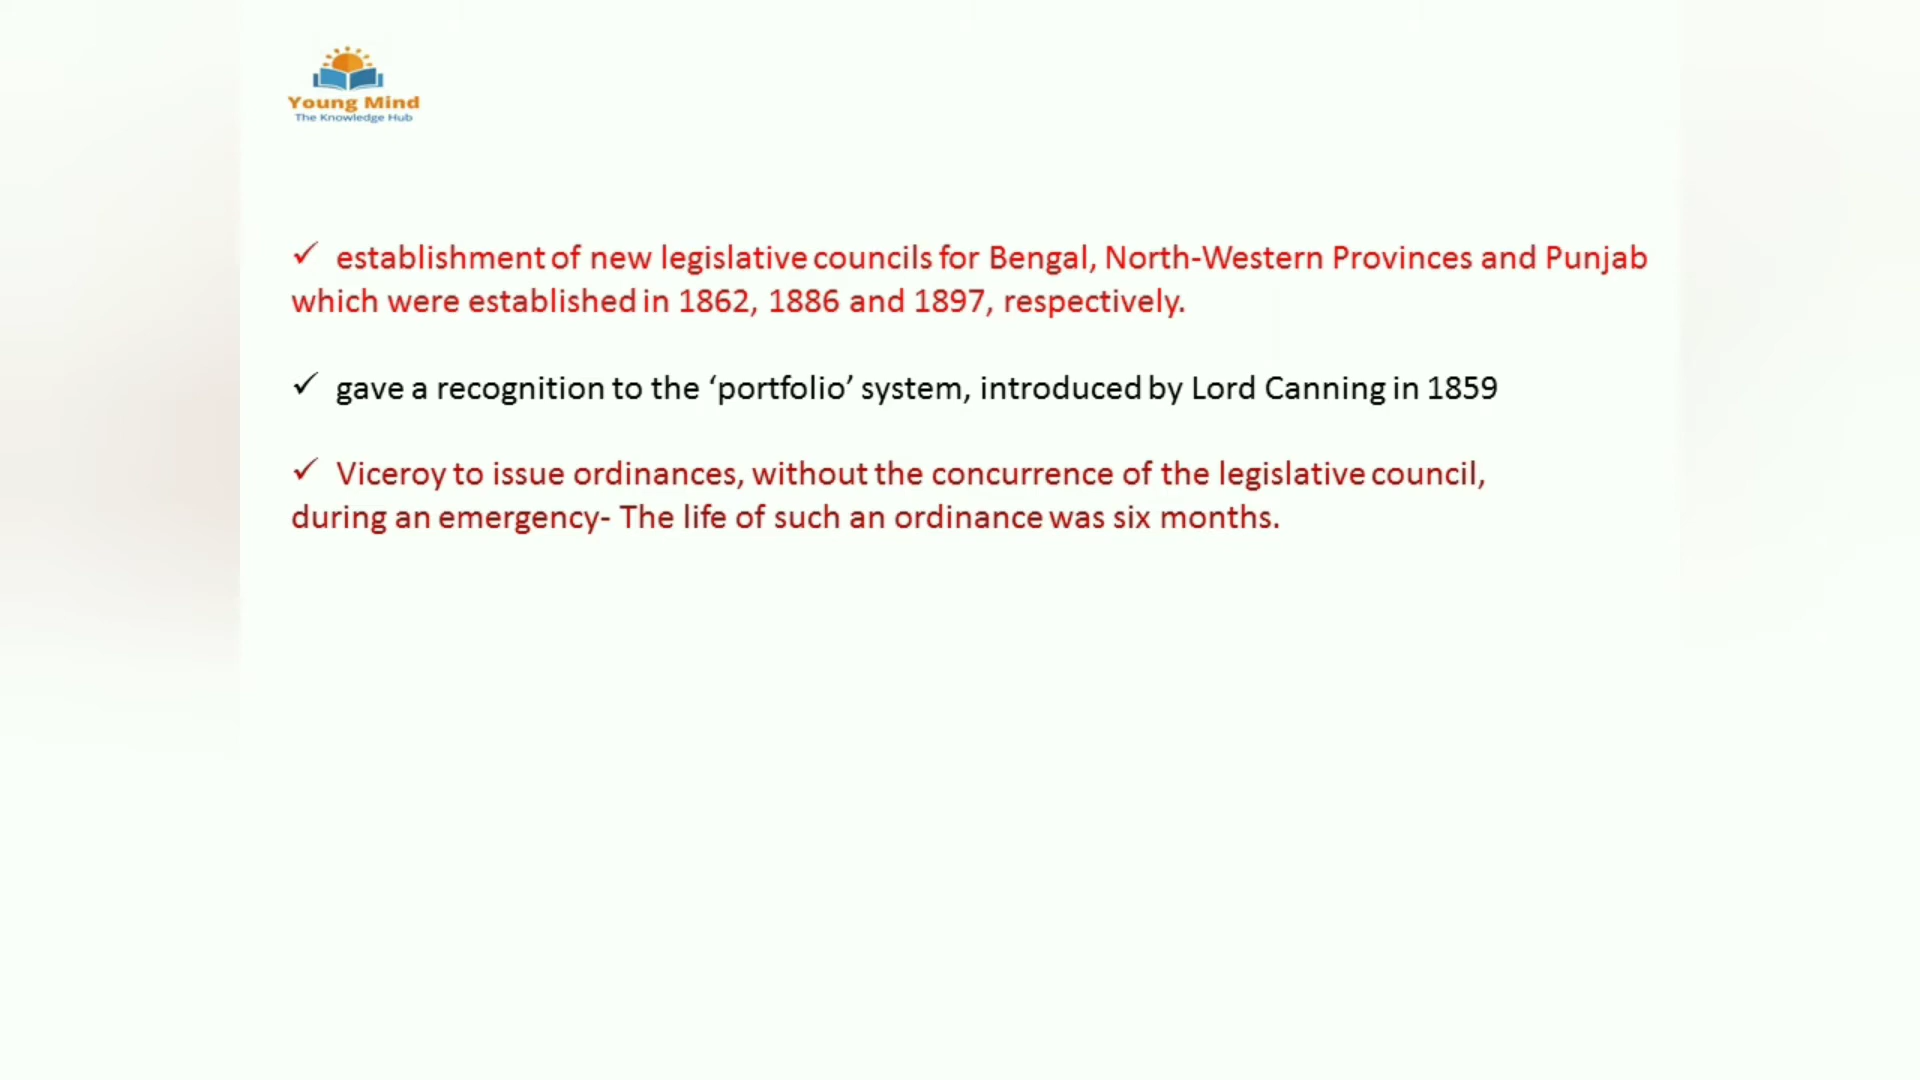 Young Mind
The Knowledge Hub
✓ establishment of new legislative councils for Bengal, North-Western Provinces and Punjab
which were established in 1862, 1886 and 1897, respectively.
✓ gave a recognition to the ‘portfolio’ system, introduced by Lord Canning in 1859
✓ Viceroy to issue ordinances, without the concurrence of the legislative council,
during an emergency- The life of such an ordinance was six months.